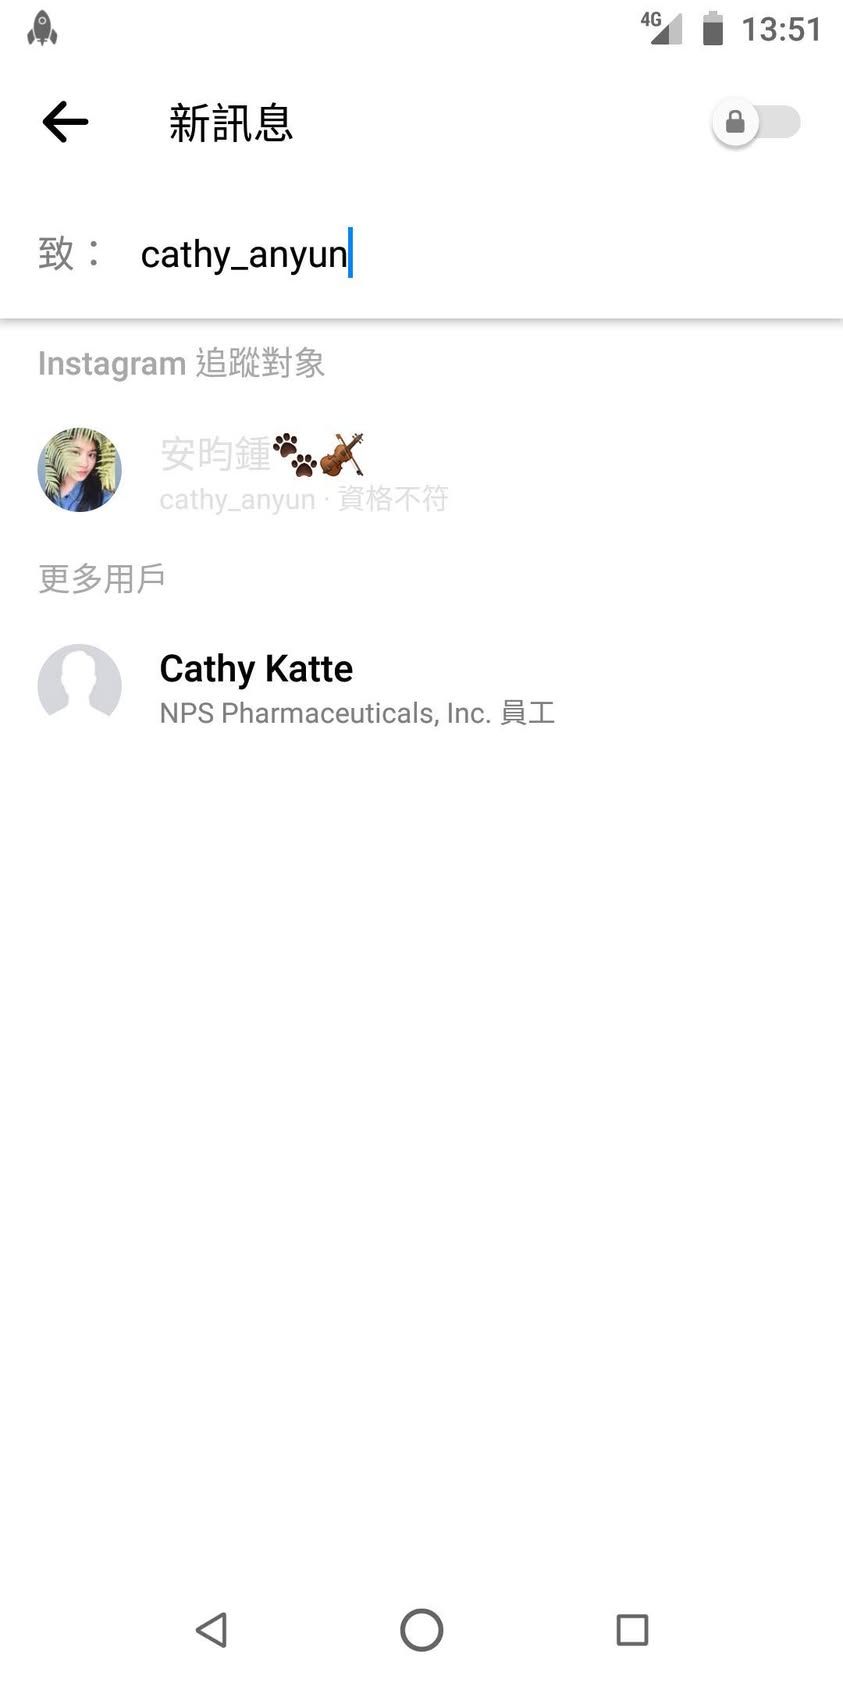 4G 13:51
新訊息
致： cathy_anyun
Instagram 追蹤對象
安昀鍾🐾🎻
cathy_anyun · 資格不符
更多用戶
Cathy Katte
NPS Pharmaceuticals, Inc. 員工